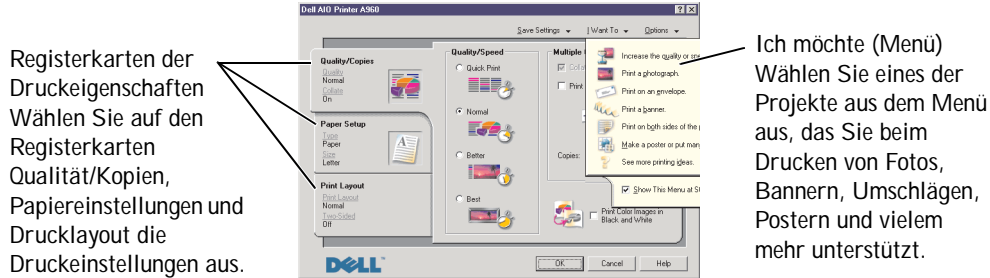 Registerkarten der
Druckeigenschaften
Wählen Sie auf den
Registerkarten
Qualität/Kopien,
Papiereinstellungen und
Drucklayout die
Druckeinstellungen aus.
Dell AIO Printer A960
Save Settings I Want To Options
Quality/Copies
Quality
Normal
Collate
On
Paper Setup
Type
Paper
Size
Letter
Print Layout
Print Layout
Normal
Two-Sided
Off
Quality/Speed
Quick Print
Normal
Better
Best
Multiple
Print
Copies:
Print Color Images in
Black and White
Increase the quality or
Print a photograph.
Print on an envelope.
Print a banner.
Print on both sides of the
Make a poster or put
See more printing ideas.
Show This Menu at
DELL
OK Cancel Help
Ich möchte (Menü)
Wählen Sie eines der
Projekte aus dem Menü
aus, das Sie beim
Drucken von Fotos,
Bannern, Umschlägen,
Postern und vielem
mehr unterstützt.